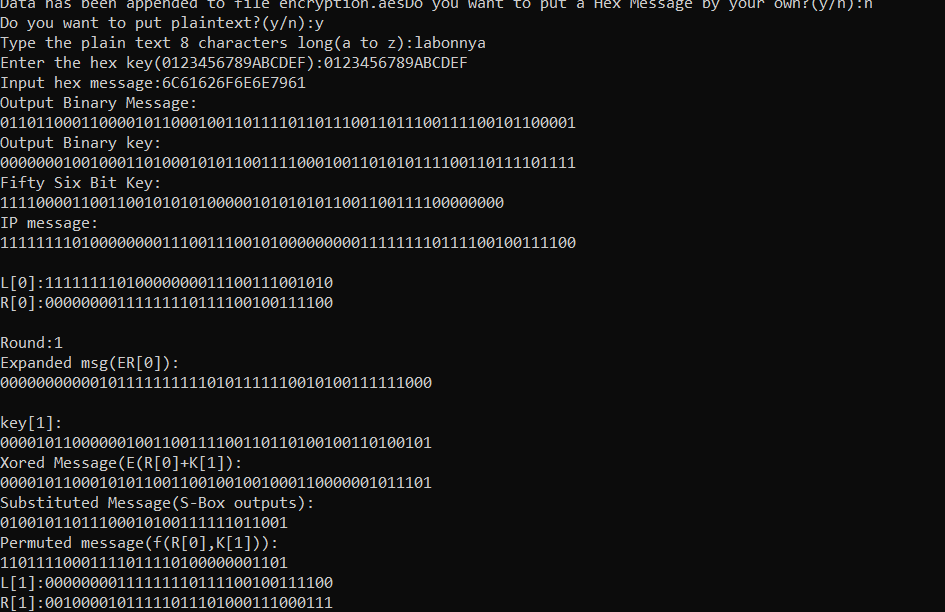 Data has been appended to file encryption.aesDo you want to put a Hex Message by your own?(y/n):n
Do you want to put plaintext?(y/n):y
Type the plain text 8 characters long(a to z):labonnya
Enter the hex key(0123456789ABCDEF):0123456789ABCDEF
Input hex message:6C61626F6E6E7961
Output Binary Message:
0110110001100001011000100110111101101110011011100111100101100001
Output Binary key:
0000000100100011010001010110011110001001101010111100110111101111
Fifty Six Bit Key:
11110000110011001010101000001010101011001100111100000000
IP message:
1111111101000000001110011100101000000000111111110111100100111100
L[0]:11111111010000000011100111001010
R[0]:00000000111111110111100100111100
Round:1
Expanded msg(ER[0]):
000000000001011111111110101111110010100111111000
key[1]:
000010110000001001100111100110110100100110100101
Xored Message(E(R[0]+K[1]):
000010110001010110011001001001000110000001011101
Substituted Message(S-Box outputs):
01001011011100010100111111011001
Permuted message(f(R[0],K[1])):
11011110001111011110100000001101
L[1]:00000000111111110111100100111100
R[1]:00100001011111011101000111000111